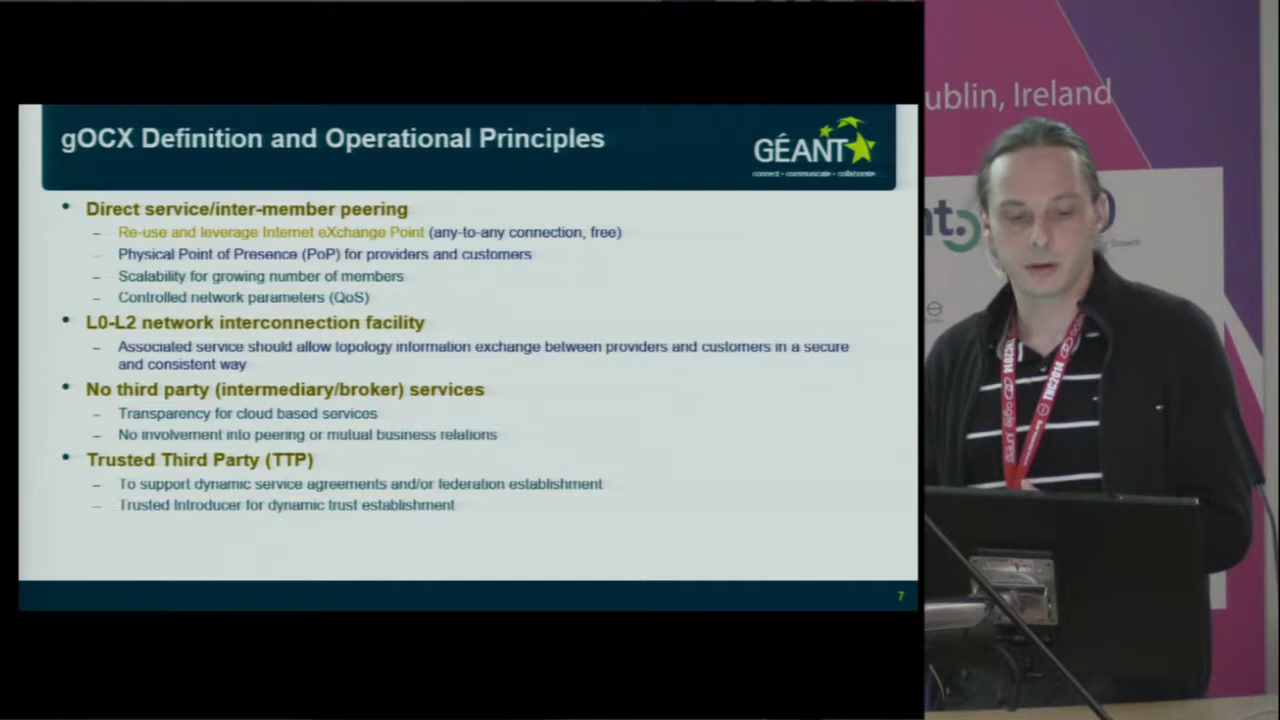 gOCX Definition and Operational Principles
GÉANT
connect • communicate • collaborate
• Direct service/inter-member peering
– Re-use and leverage Internet eXchange Point (any-to-any connection, free)
– Physical Point of Presence (PoP) for providers and customers
– Scalability for growing number of members
– Controlled network parameters (QoS)
• L0-L2 network interconnection facility
– Associated service should allow topology information exchange between providers and customers in a secure
and consistent way
• No third party (intermediary/broker) services
– Transparency for cloud based services
– No involvement into peering or mutual business relations
• Trusted Third Party (TTP)
– To support dynamic service agreements and/or federation establishment
– Trusted Introducer for dynamic trust establishment
7
ublin, Ireland
nt.
Growth
TNC2014